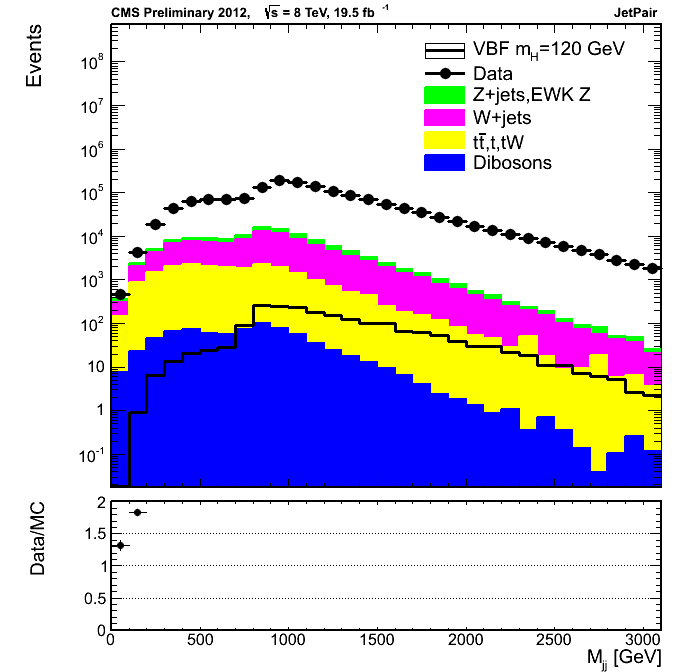 CMS Preliminary 2012, √s = 8 TeV, 19.5 fb⁻¹ JetPair
Events
VBF m_H=120 GeV
Data
Z+jets,EWK Z
W+jets
tt̄,t,tW
Dibosons
10⁸
10⁷
10⁶
10⁵
10⁴
10³
10²
10
1
10⁻¹
Data/MC
2
1.5
1
0.5
0
0 500 1000 1500 2000 2500 3000
M_jj [GeV]